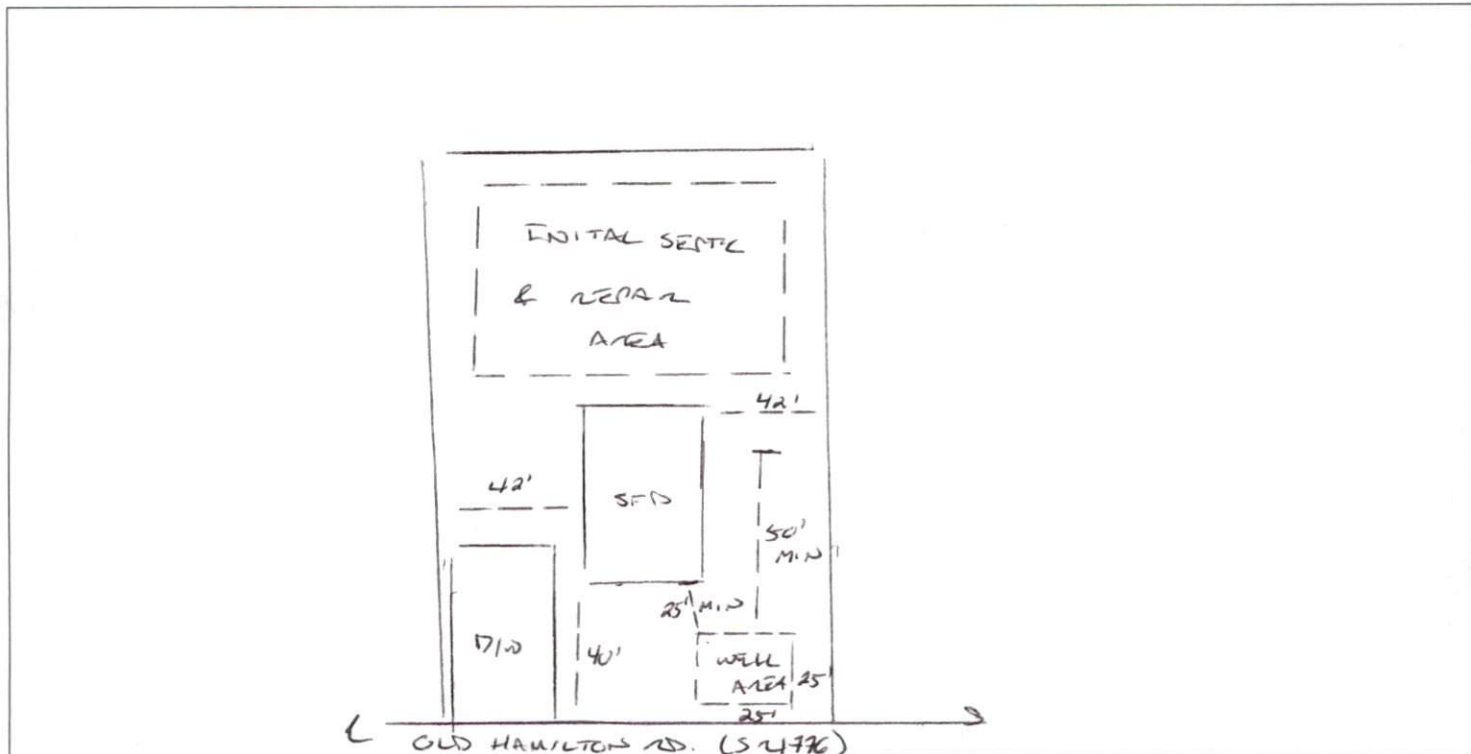 INITAL SEPTIC
& REPAIR
AREA
42'
42'
SFD
50'
MIN
25' MIN
D/W
40'
WELL
AREA 25'
25'
OLD HAMILTON RD. (SR1776)